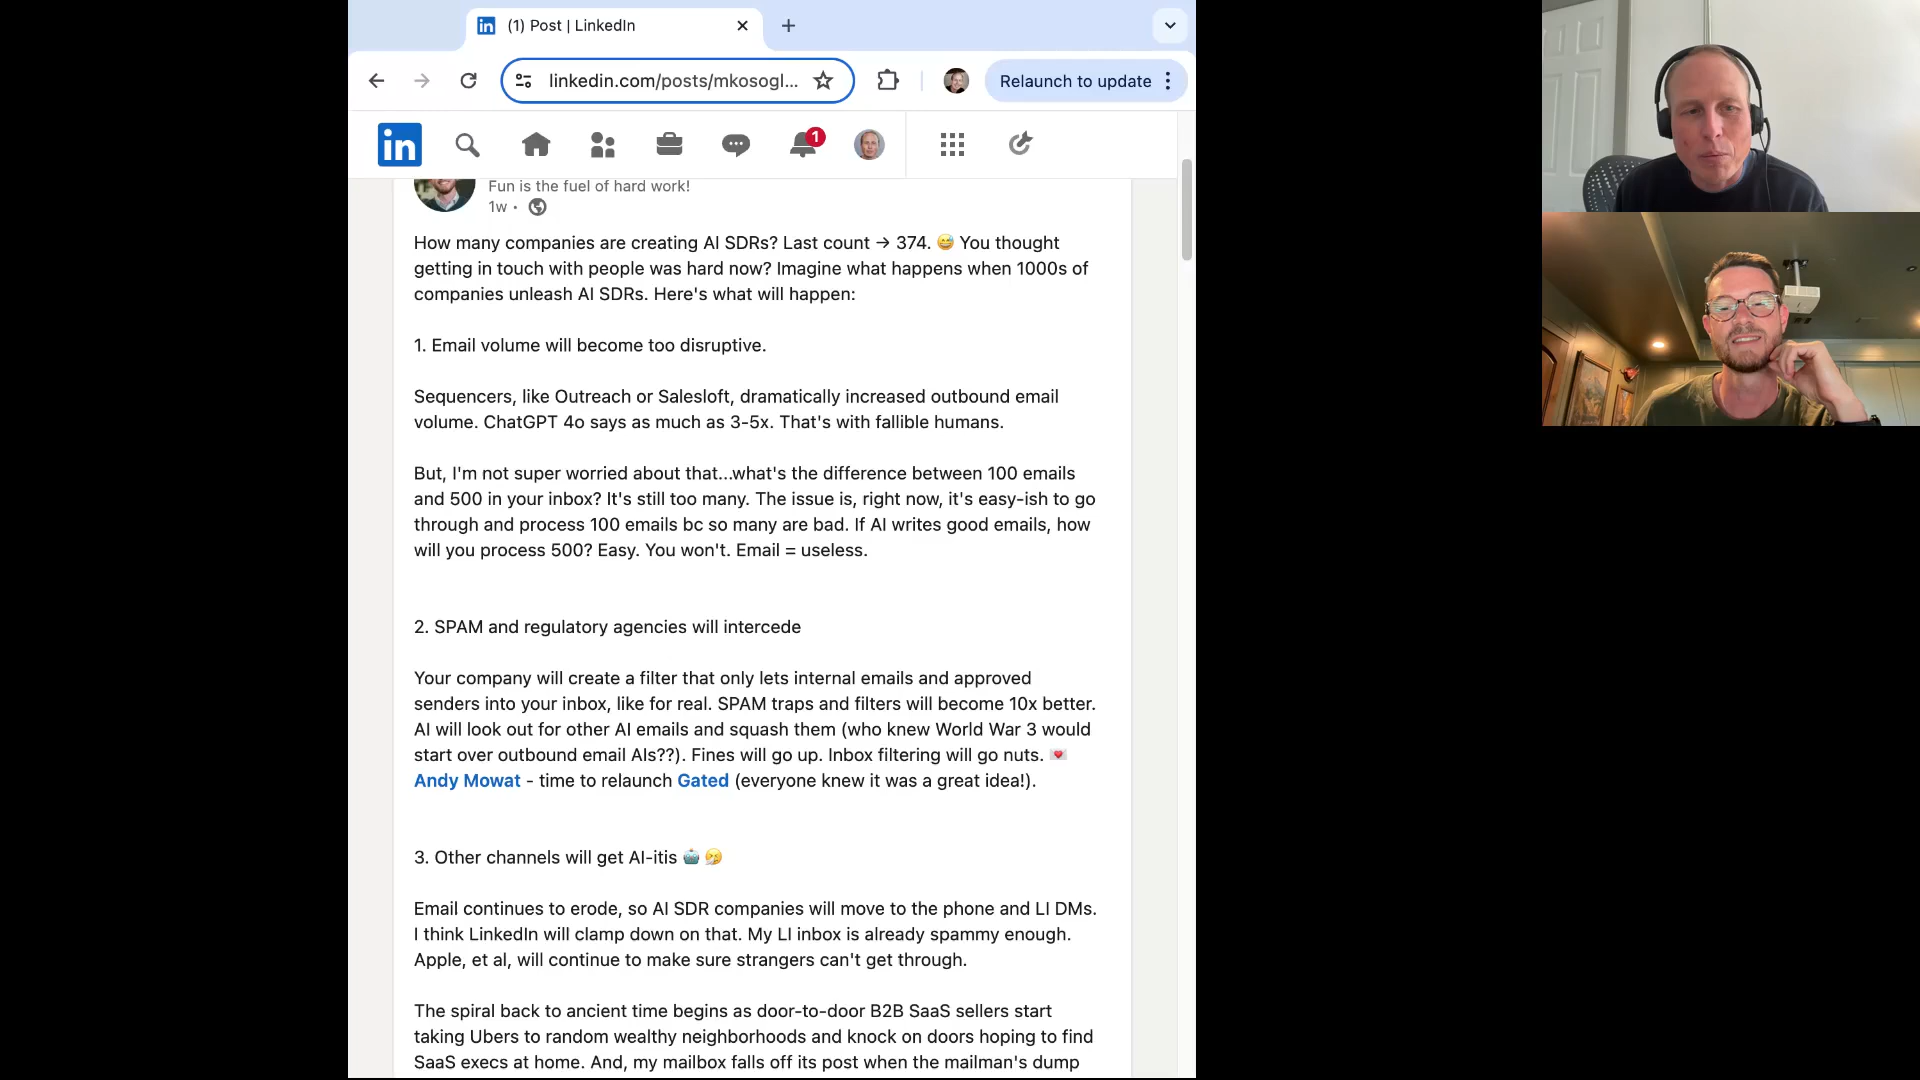 (1) Post | LinkedIn
linkedin.com/posts/mkosogl...
Relaunch to update
in
1
Fun is the fuel of hard work!
1w •
How many companies are creating AI SDRs? Last count → 374. 😅 You thought
getting in touch with people was hard now? Imagine what happens when 1000s of
companies unleash AI SDRs. Here's what will happen:
1. Email volume will become too disruptive.
Sequencers, like Outreach or Salesloft, dramatically increased outbound email
volume. ChatGPT 4o says as much as 3-5x. That's with fallible humans.
But, I'm not super worried about that...what's the difference between 100 emails
and 500 in your inbox? It's still too many. The issue is, right now, it's easy-ish to go
through and process 100 emails bc so many are bad. If AI writes good emails, how
will you process 500? Easy. You won't. Email = useless.
2. SPAM and regulatory agencies will intercede
Your company will create a filter that only lets internal emails and approved
senders into your inbox, like for real. SPAM traps and filters will become 10x better.
AI will look out for other AI emails and squash them (who knew World War 3 would
start over outbound email AIs??). Fines will go up. Inbox filtering will go nuts. 💌
Andy Mowat - time to relaunch Gated (everyone knew it was a great idea!).
3. Other channels will get AI-itis 🤖 🤧
Email continues to erode, so AI SDR companies will move to the phone and LI DMs.
I think LinkedIn will clamp down on that. My LI inbox is already spammy enough.
Apple, et al, will continue to make sure strangers can't get through.
The spiral back to ancient time begins as door-to-door B2B SaaS sellers start
taking Ubers to random wealthy neighborhoods and knock on doors hoping to find
SaaS execs at home. And, my mailbox falls off its post when the mailman's dump